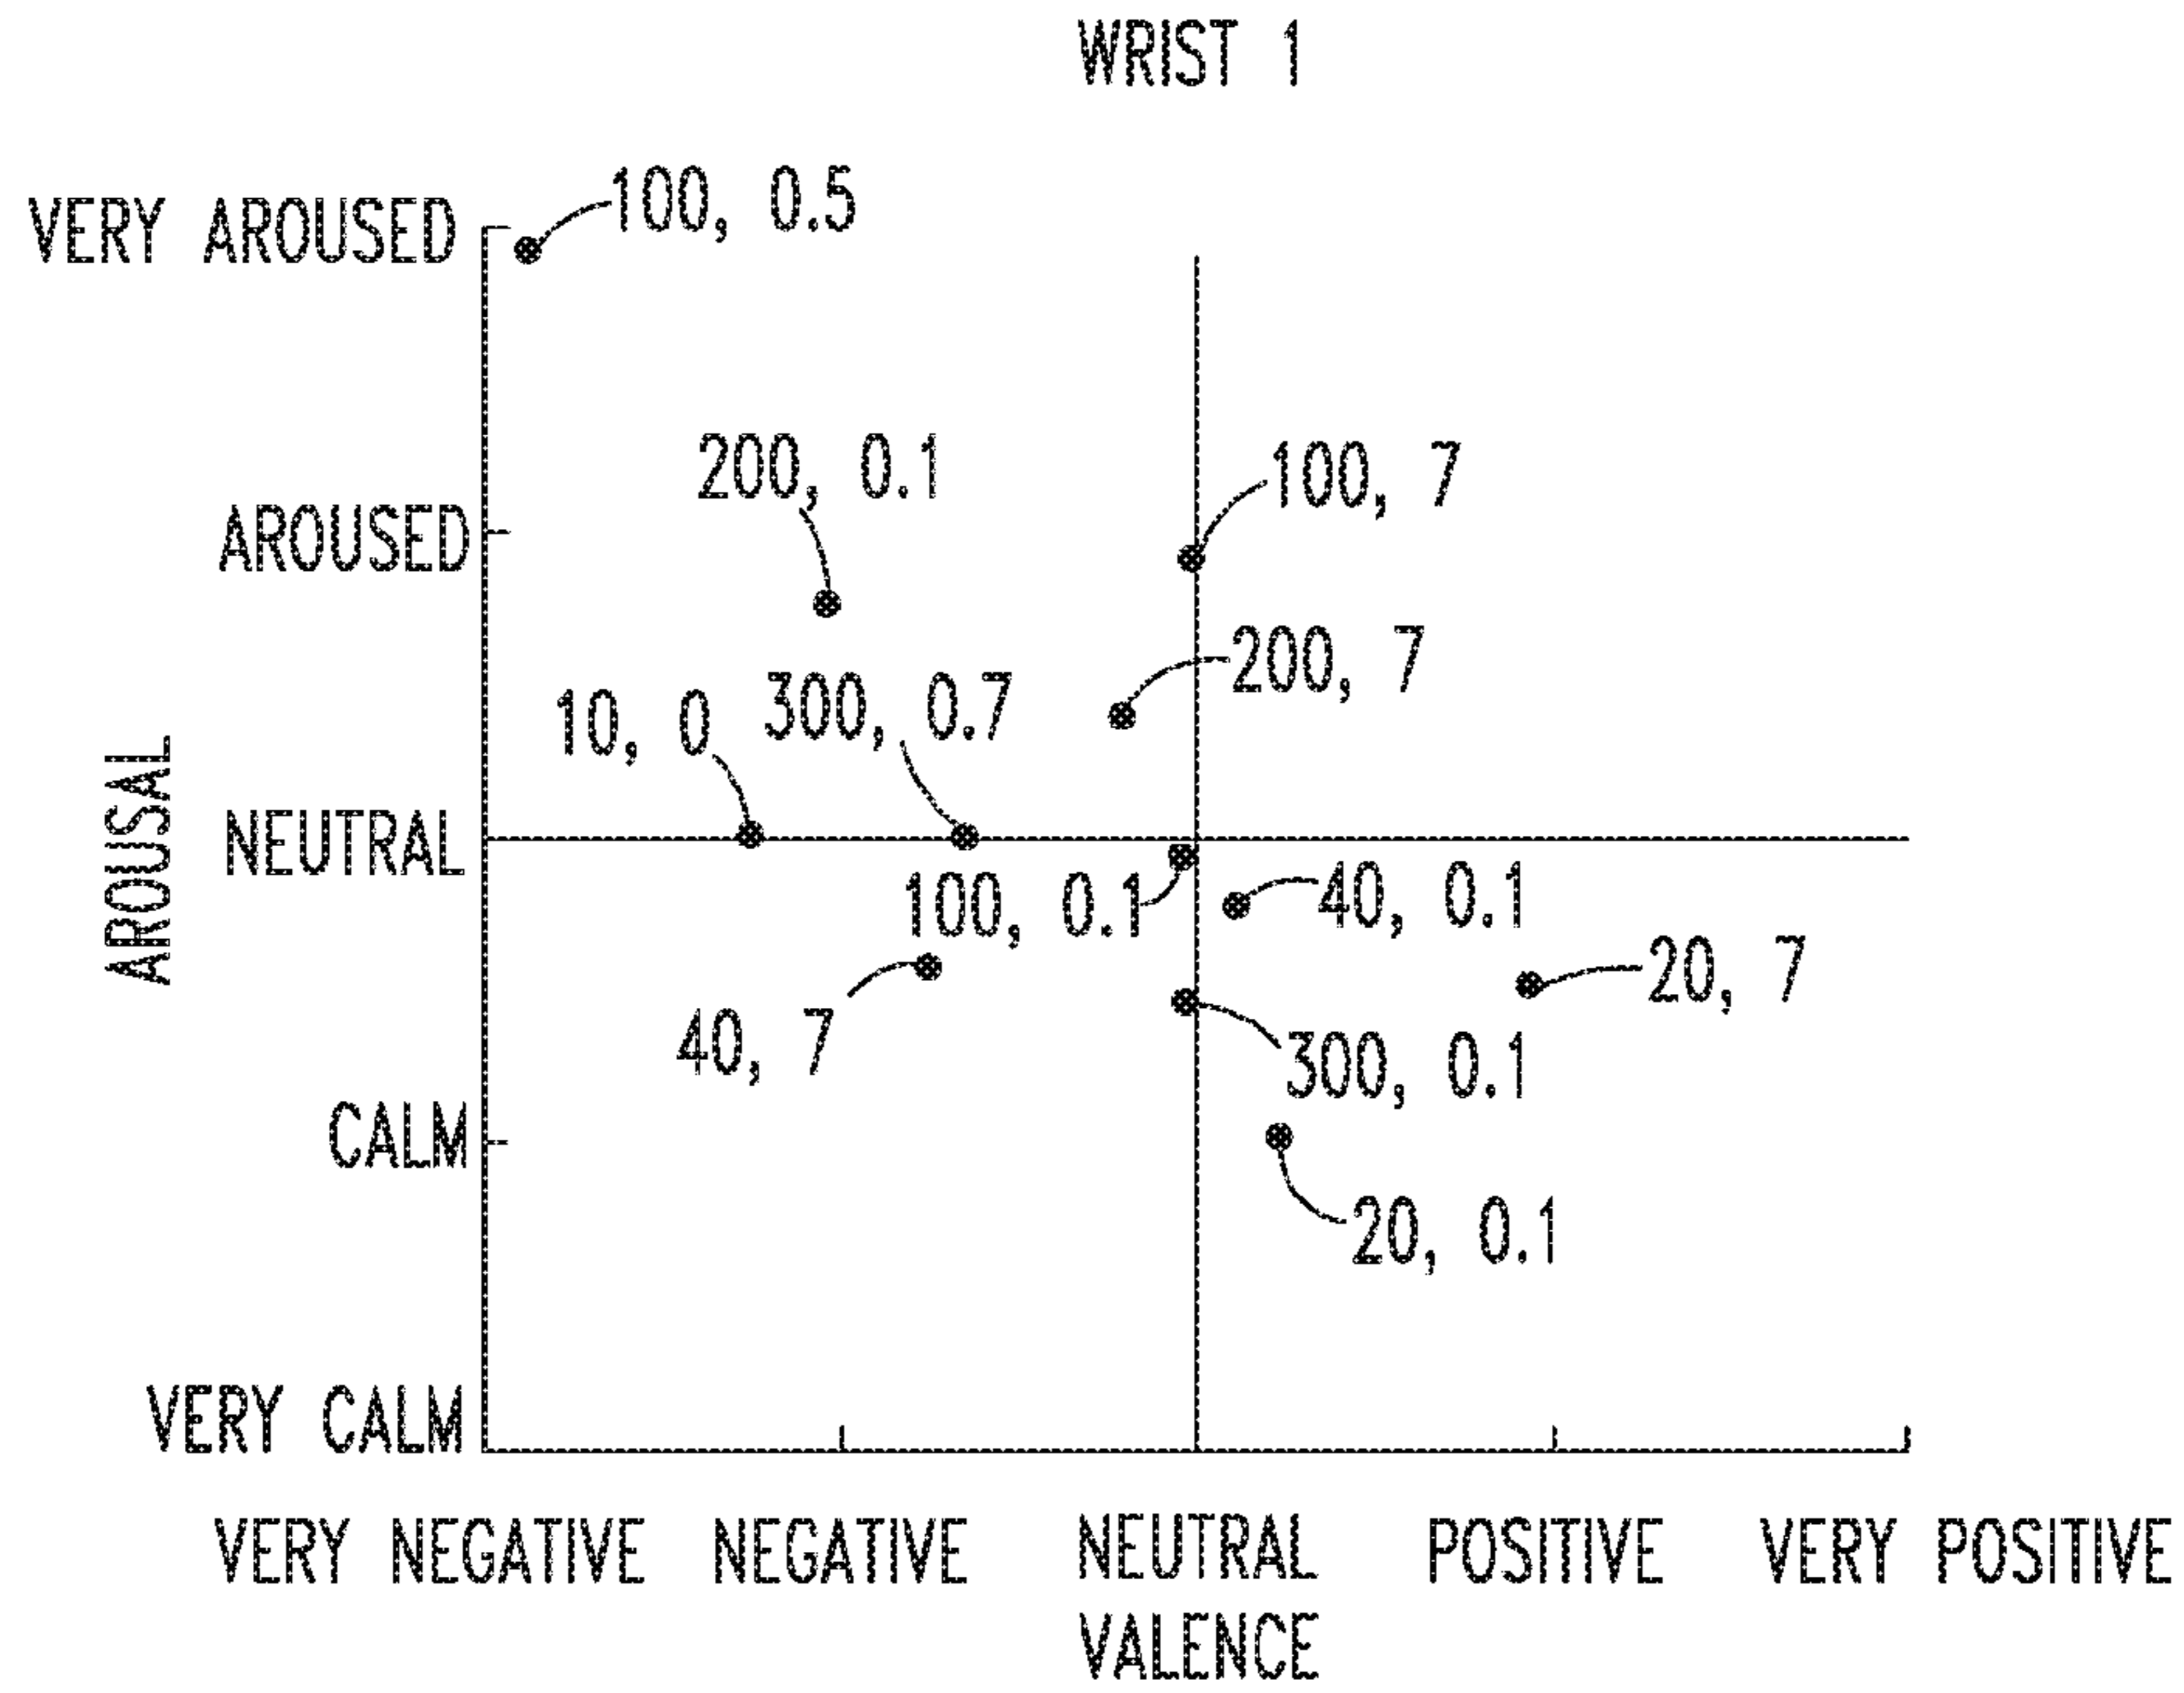 WRIST 1
VERY AROUSED
100, 0.5
200, 0.1
100, 7
AROUSED
200, 7
10, 0
300, 0.7
AROUSAL
NEUTRAL
100, 0.1
40, 0.1
20, 7
40, 7
300, 0.1
CALM
20, 0.1
VERY CALM
VERY NEGATIVE NEGATIVE NEUTRAL POSITIVE VERY POSITIVE
VALENCE